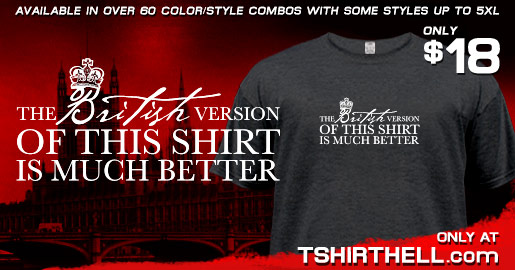 AVAILABLE IN OVER 60 COLOR/STYLE COMBOS WITH SOME STYLES UP TO 5XL
ONLY
$18
THE British VERSION
OF THIS SHIRT
IS MUCH BETTER
THE British VERSION
OF THIS SHIRT
IS MUCH BETTER
ONLY AT
TSHIRTHELL.com